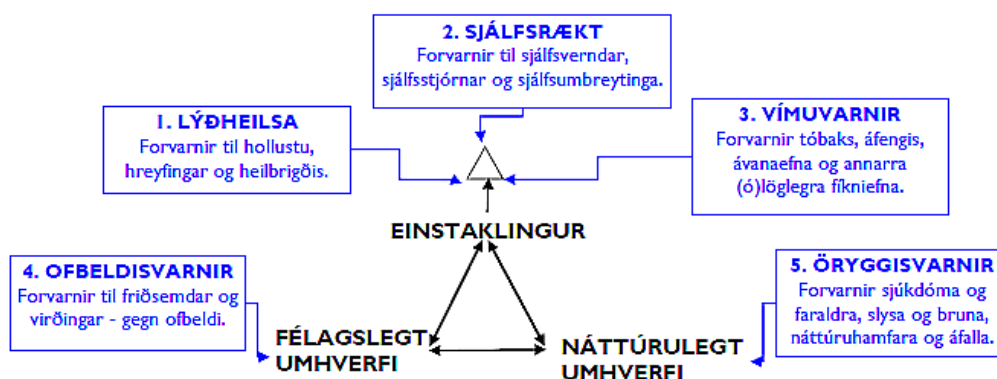 2. SJÁLFSRÆKT
Forvarnir til sjálfsverndar,
sjálfsstjórnar og sjálfsumbreytinga.
1. LÝÐHEILSA
Forvarnir til hollustu,
hreyfingar og heilbrigðis.
3. VÍMUVARNIR
Forvarnir tóbaks, áfengis,
ávanaefna og annarra
(ó)löglegra fíkniefna.
EINSTAKLINGUR
4. OFBELDISVARNIR
Forvarnir til friðsemdar og
virðingar - gegn ofbeldi.
5. ÖRYGGISVARNIR
Forvarnir sjúkdóma og
faraldra, slysa og bruna,
náttúruhamfara og áfalla.
FÉLAGSLEGT
UMHVERFI
NÁTTÚRULEGT
UMHVERFI